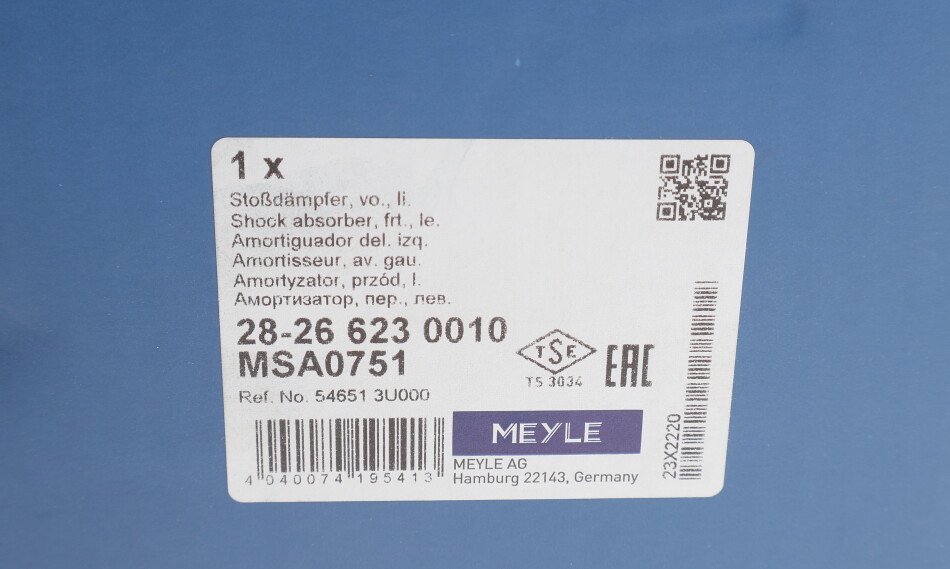 1 x
Stoßdämpfer, vo., li.
Shock absorber, frt., le.
Amortiguador del. izq.
Amortisseur, av. gau.
Amortyzator, przód, l.
Амортизатор, пер., лев.
28-26 623 0010
MSA0751
Ref. No. 54651 3U000
TSE
TS 3034
EAC
4 040074 195413
MEYLE
MEYLE AG
Hamburg 22143, Germany
23X2220